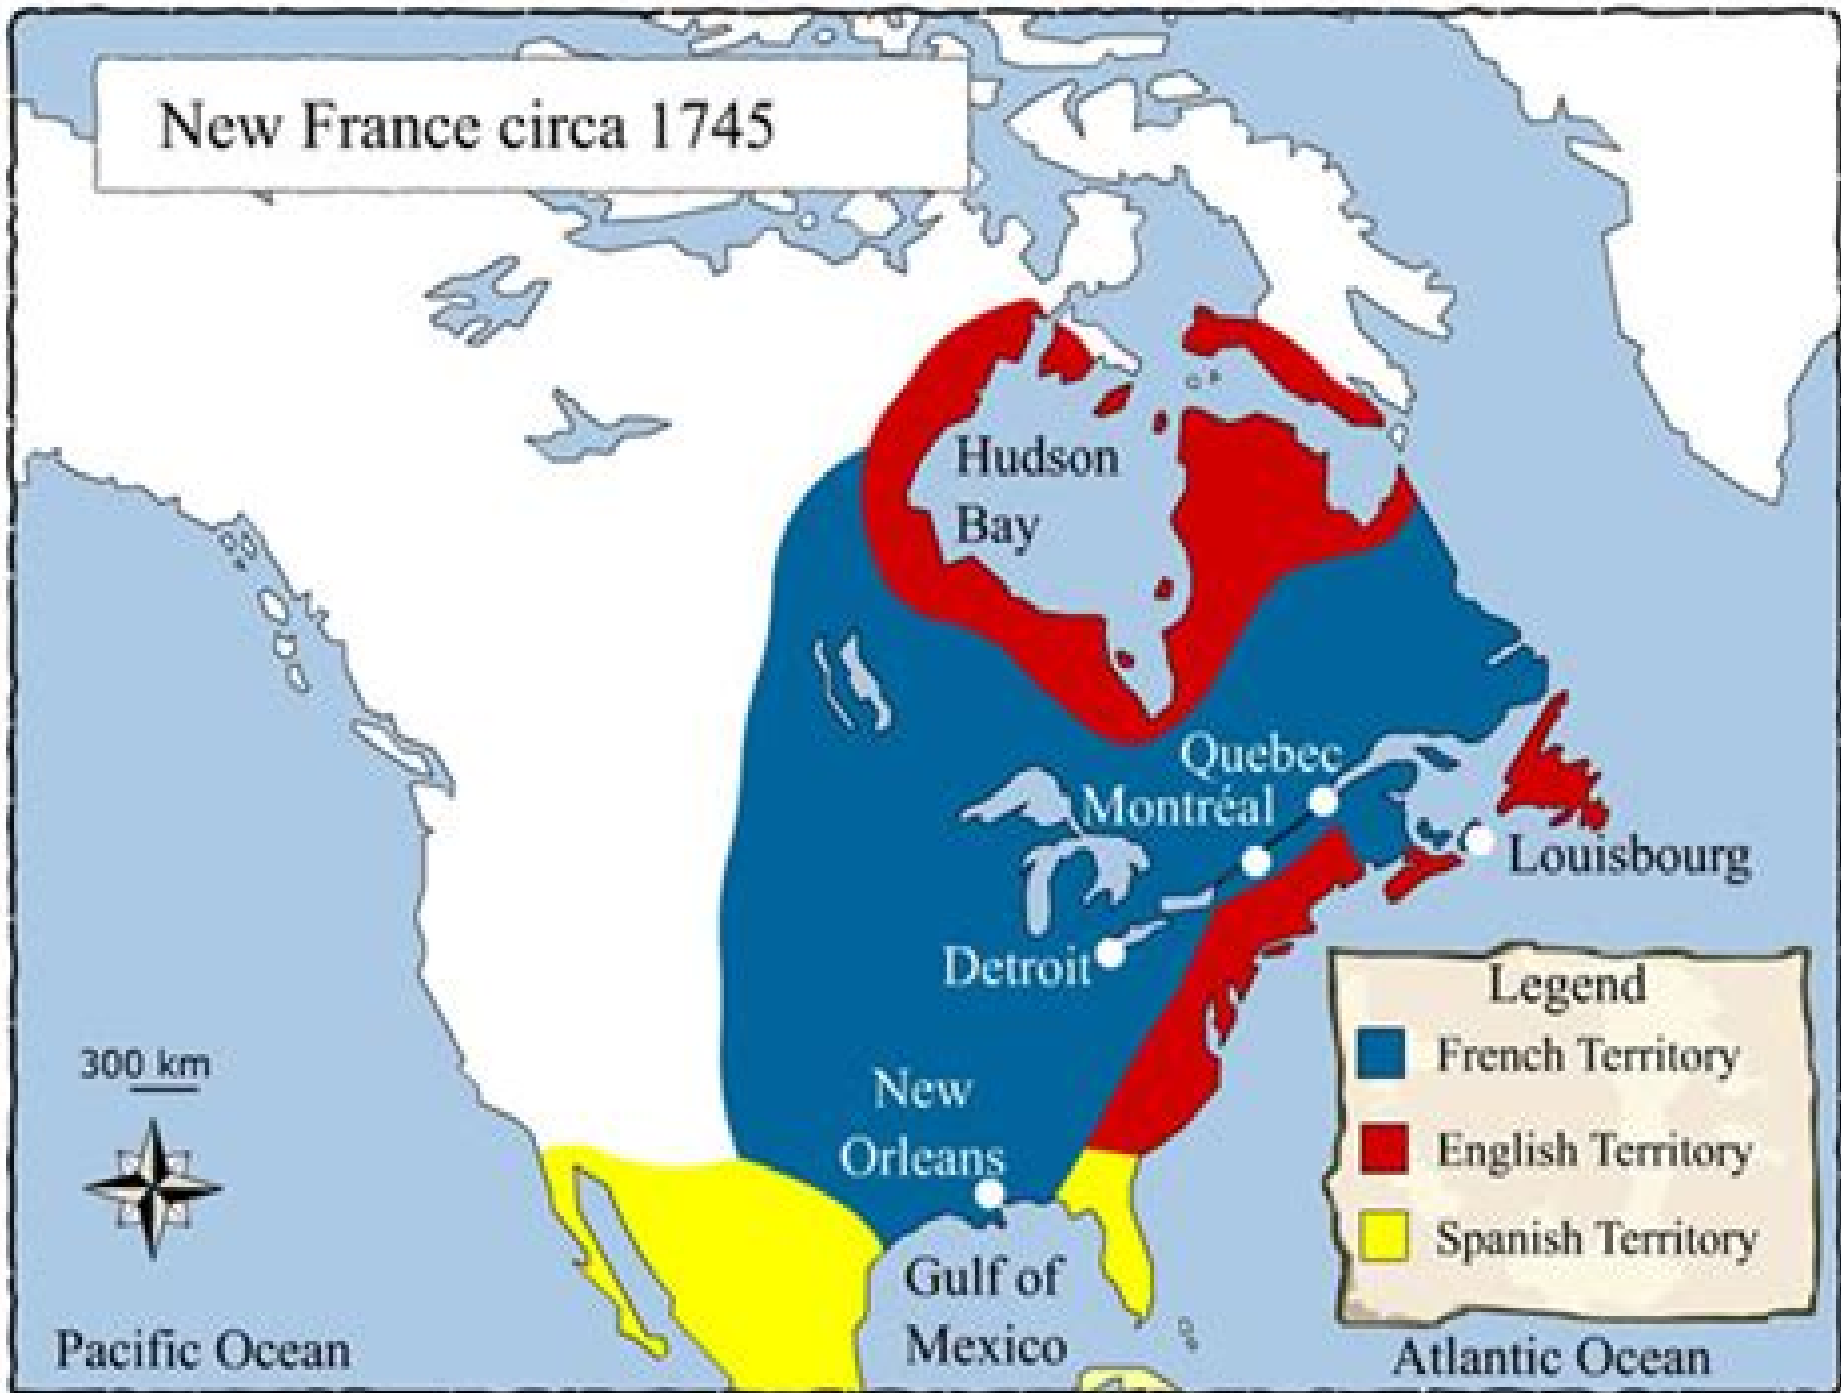 New France circa 1745
Hudson
Bay
Quebec
Montréal
Louisbourg
Detroit
New
Orleans
Gulf of
Mexico
300 km
Pacific Ocean
Atlantic Ocean
Legend
French Territory
English Territory
Spanish Territory